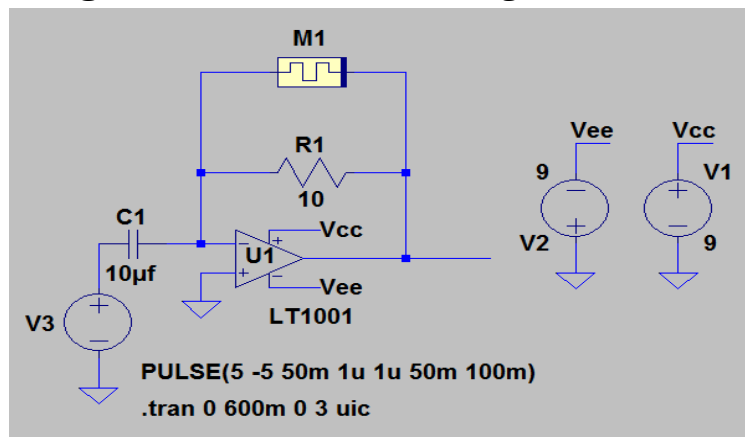 M1
R1
10
C1
10µf
V3
U1
Vcc
Vee
LT1001
Vee
9
V2
Vcc
V1
9
PULSE(5 -5 50m 1u 1u 50m 100m)
.tran 0 600m 0 3 uic